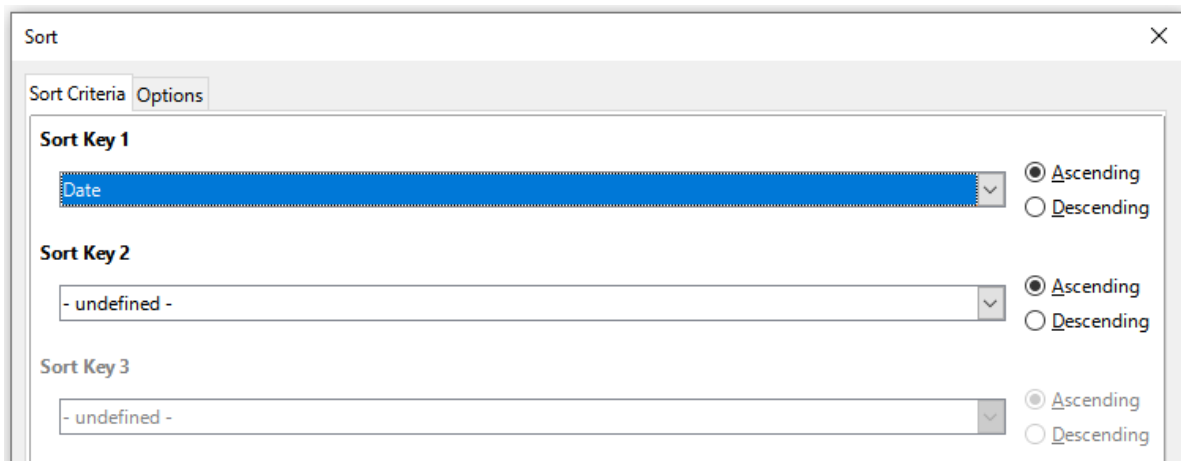 Sort
Sort Criteria Options
Sort Key 1
Date
Ascending
Descending
Sort Key 2
- undefined -
Ascending
Descending
Sort Key 3
- undefined -
Ascending
Descending